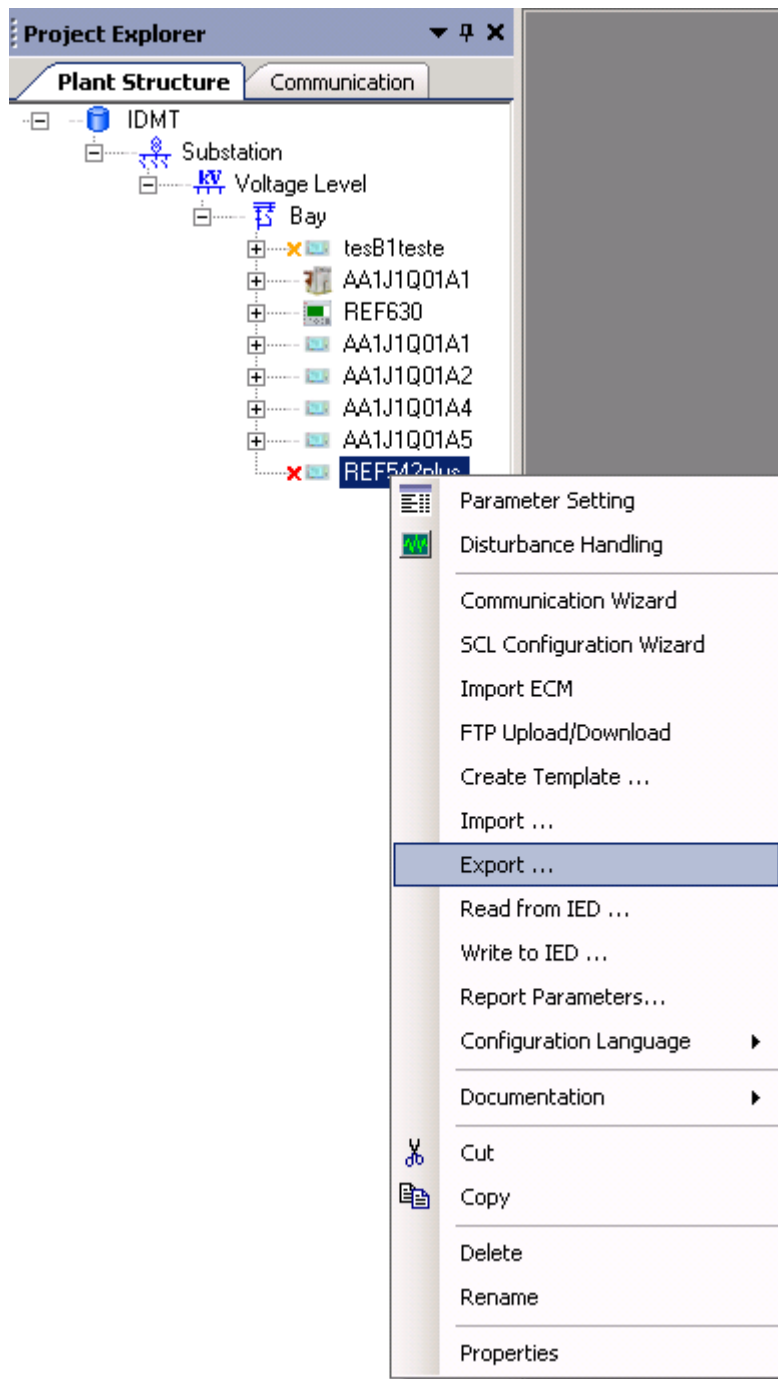 Project Explorer
Plant Structure
Communication
IDMT
Substation
KV Voltage Level
Bay
tesB1teste
AA1J1Q01A1
REF630
AA1J1Q01A1
AA1J1Q01A2
AA1J1Q01A4
AA1J1Q01A5
REF542plus
Parameter Setting
Disturbance Handling
Communication Wizard
SCL Configuration Wizard
Import ECM
FTP Upload/Download
Create Template ...
Import ...
Export ...
Read from IED ...
Write to IED ...
Report Parameters...
Configuration Language
Documentation
Cut
Copy
Delete
Rename
Properties